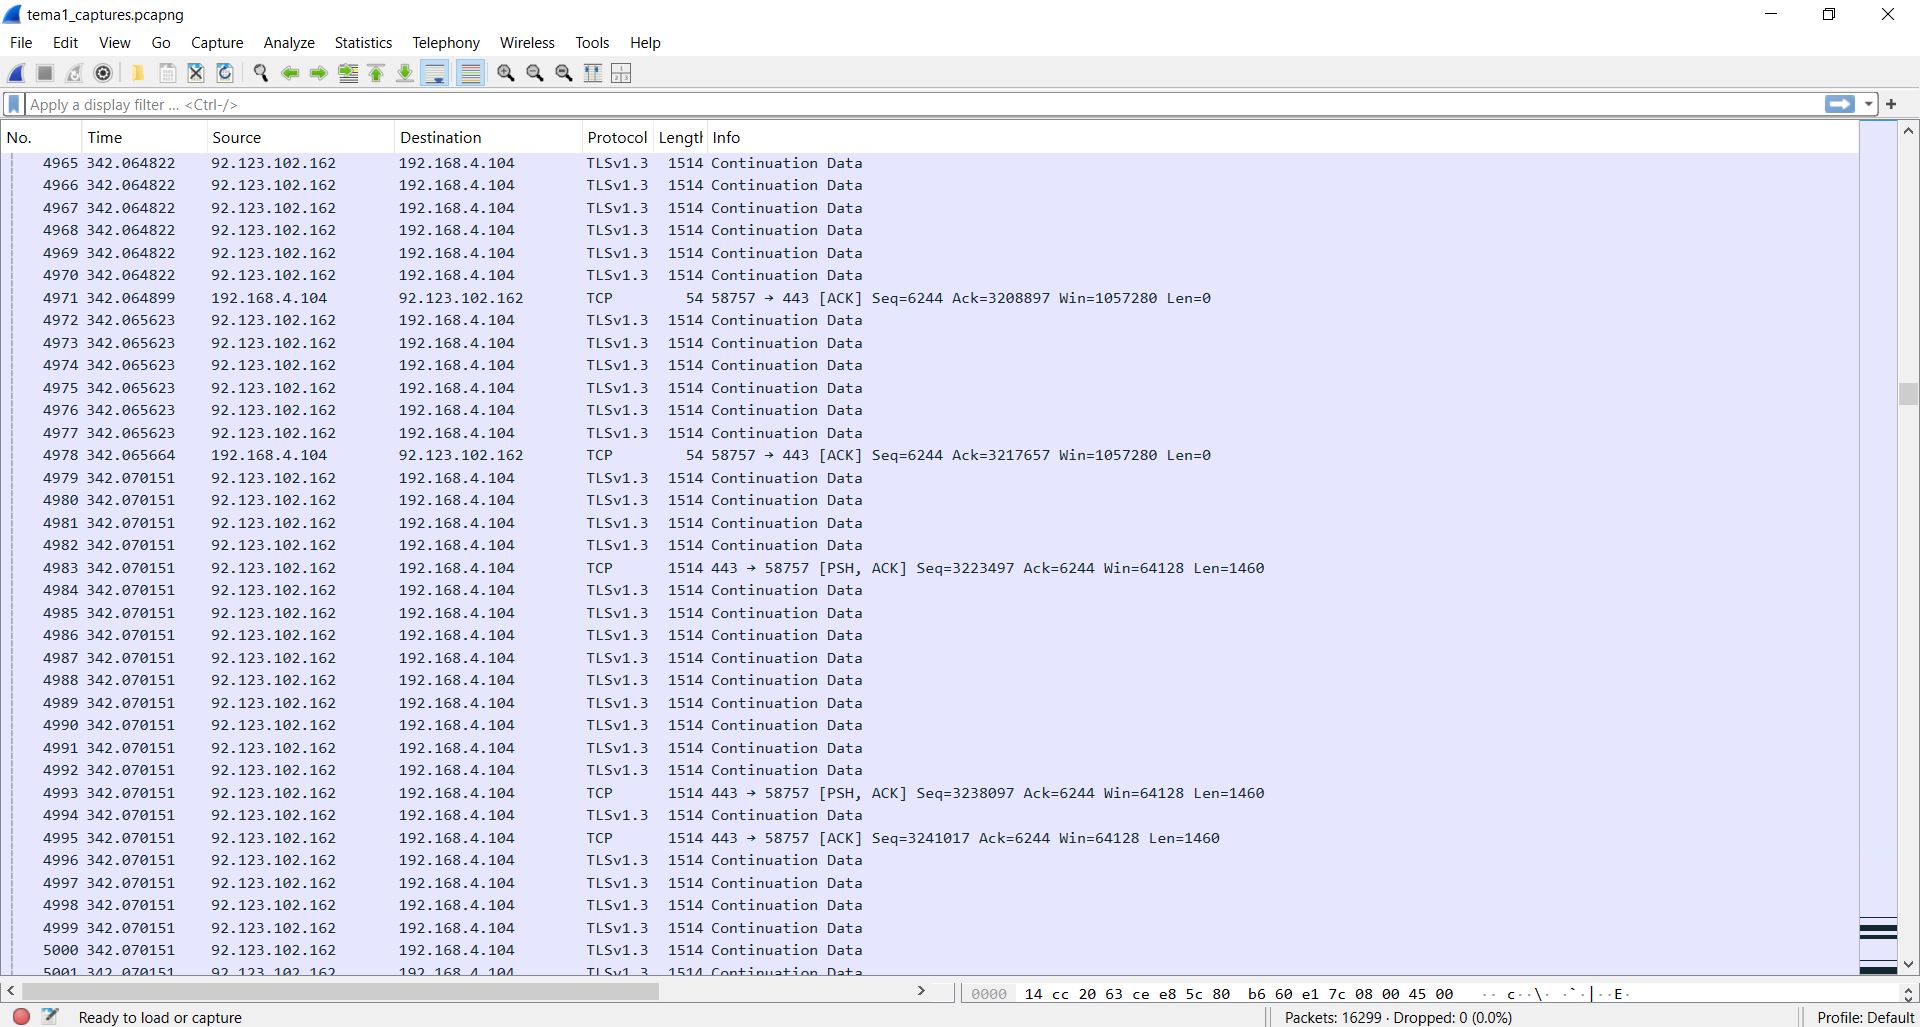 tema1_captures.pcapng
File Edit View Go Capture Analyze Statistics Telephony Wireless Tools Help
Apply a display filter ... <Ctrl-/>
No. Time Source Destination Protocol Length Info
4965 342.064822 92.123.102.162 192.168.4.104 TLSv1.3 1514 Continuation Data
4966 342.064822 92.123.102.162 192.168.4.104 TLSv1.3 1514 Continuation Data
4967 342.064822 92.123.102.162 192.168.4.104 TLSv1.3 1514 Continuation Data
4968 342.064822 92.123.102.162 192.168.4.104 TLSv1.3 1514 Continuation Data
4969 342.064822 92.123.102.162 192.168.4.104 TLSv1.3 1514 Continuation Data
4970 342.064822 92.123.102.162 192.168.4.104 TLSv1.3 1514 Continuation Data
4971 342.064899 192.168.4.104 92.123.102.162 TCP 54 58757 → 443 [ACK] Seq=6244 Ack=3208897 Win=1057280 Len=0
4972 342.065623 92.123.102.162 192.168.4.104 TLSv1.3 1514 Continuation Data
4973 342.065623 92.123.102.162 192.168.4.104 TLSv1.3 1514 Continuation Data
4974 342.065623 92.123.102.162 192.168.4.104 TLSv1.3 1514 Continuation Data
4975 342.065623 92.123.102.162 192.168.4.104 TLSv1.3 1514 Continuation Data
4976 342.065623 92.123.102.162 192.168.4.104 TLSv1.3 1514 Continuation Data
4977 342.065623 92.123.102.162 192.168.4.104 TLSv1.3 1514 Continuation Data
4978 342.065664 192.168.4.104 92.123.102.162 TCP 54 58757 → 443 [ACK] Seq=6244 Ack=3217657 Win=1057280 Len=0
4979 342.070151 92.123.102.162 192.168.4.104 TLSv1.3 1514 Continuation Data
4980 342.070151 92.123.102.162 192.168.4.104 TLSv1.3 1514 Continuation Data
4981 342.070151 92.123.102.162 192.168.4.104 TLSv1.3 1514 Continuation Data
4982 342.070151 92.123.102.162 192.168.4.104 TLSv1.3 1514 Continuation Data
4983 342.070151 92.123.102.162 192.168.4.104 TCP 1514 443 → 58757 [PSH, ACK] Seq=3223497 Ack=6244 Win=64128 Len=1460
4984 342.070151 92.123.102.162 192.168.4.104 TLSv1.3 1514 Continuation Data
4985 342.070151 92.123.102.162 192.168.4.104 TLSv1.3 1514 Continuation Data
4986 342.070151 92.123.102.162 192.168.4.104 TLSv1.3 1514 Continuation Data
4987 342.070151 92.123.102.162 192.168.4.104 TLSv1.3 1514 Continuation Data
4988 342.070151 92.123.102.162 192.168.4.104 TLSv1.3 1514 Continuation Data
4989 342.070151 92.123.102.162 192.168.4.104 TLSv1.3 1514 Continuation Data
4990 342.070151 92.123.102.162 192.168.4.104 TLSv1.3 1514 Continuation Data
4991 342.070151 92.123.102.162 192.168.4.104 TLSv1.3 1514 Continuation Data
4992 342.070151 92.123.102.162 192.168.4.104 TLSv1.3 1514 Continuation Data
4993 342.070151 92.123.102.162 192.168.4.104 TCP 1514 443 → 58757 [PSH, ACK] Seq=3238097 Ack=6244 Win=64128 Len=1460
4994 342.070151 92.123.102.162 192.168.4.104 TLSv1.3 1514 Continuation Data
4995 342.070151 92.123.102.162 192.168.4.104 TCP 1514 443 → 58757 [ACK] Seq=3241017 Ack=6244 Win=64128 Len=1460
4996 342.070151 92.123.102.162 192.168.4.104 TLSv1.3 1514 Continuation Data
4997 342.070151 92.123.102.162 192.168.4.104 TLSv1.3 1514 Continuation Data
4998 342.070151 92.123.102.162 192.168.4.104 TLSv1.3 1514 Continuation Data
4999 342.070151 92.123.102.162 192.168.4.104 TLSv1.3 1514 Continuation Data
5000 342.070151 92.123.102.162 192.168.4.104 TLSv1.3 1514 Continuation Data
5001 342.070151 92.123.102.162 192.168.4.104 TLSv1.3 1514 Continuation Data
0000 14 cc 20 63 ce e8 5c 80 b6 60 e1 7c 08 00 45 00 ·· c··\· ·`·|··E·
Ready to load or capture Packets: 16299 · Dropped: 0 (0.0%) Profile: Default